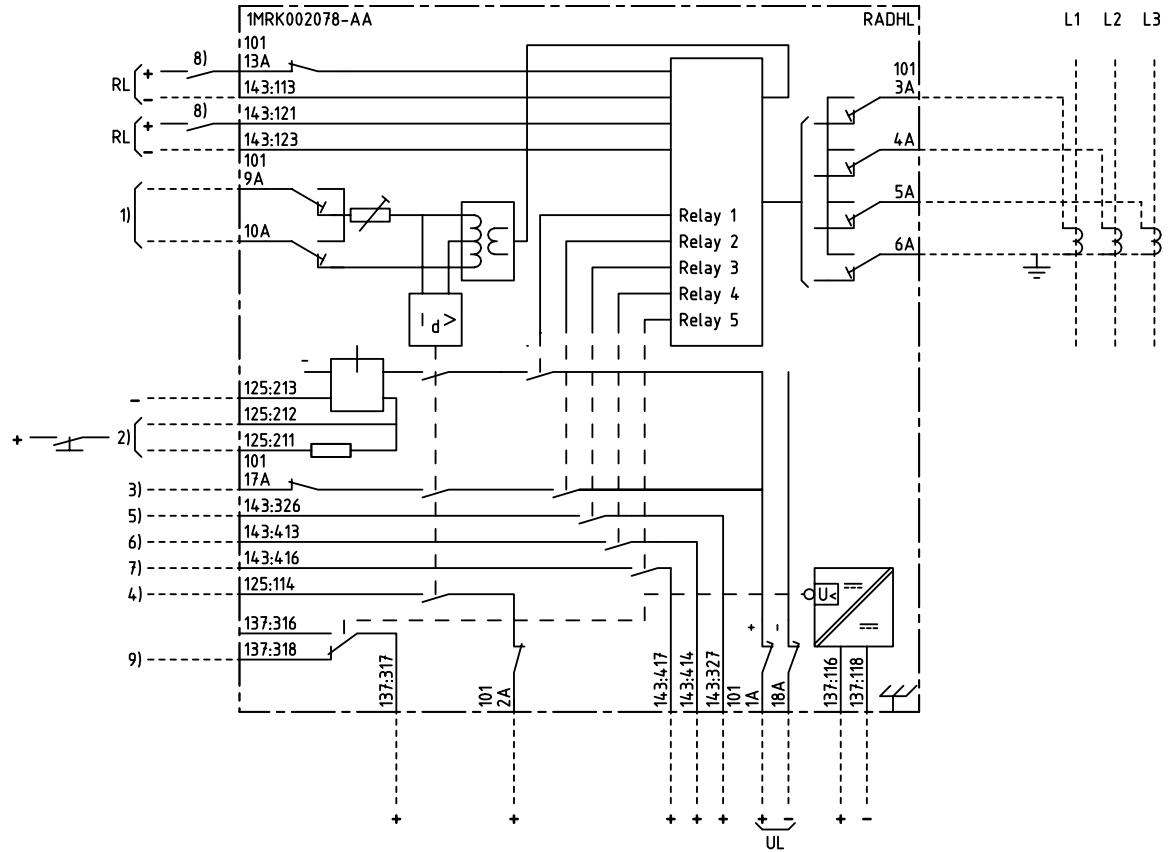 1MRK002078-AA RADHL L1 L2 L3
101
8) 13A
+
RL
− 143:113
101
3A
8) 143:121
+
RL
− 143:123
4A
101
9A
1)
5A
Relay 1
10A
Relay 2
6A
Relay 3
Relay 4
I d >
Relay 5
−
− 125:213
125:212
+ 2)
125:211
101
3) 17A
5) 143:326
6) 143:413
7) 143:416
4) 125:114
U<
137:316
+ -
9) 137:318
137:317
101
2A
143:417
143:414
143:327
101
1A
18A
137:116
137:118
+ + + + + + − + −
UL